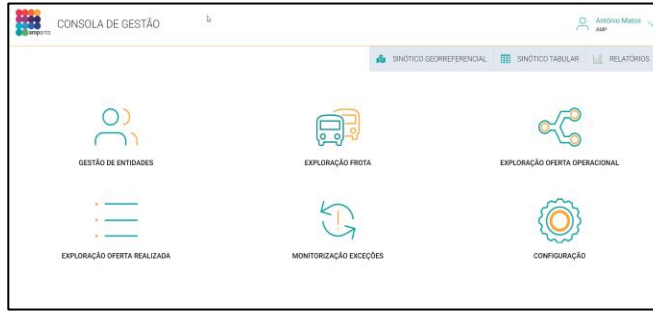 amporto
CONSOLA DE GESTÃO
António Matos
AMP
SINÓTICO GEORREFERENCIAL
SINÓTICO TABULAR
RELATÓRIOS
GESTÃO DE ENTIDADES
EXPLORAÇÃO FROTA
EXPLORAÇÃO OFERTA OPERACIONAL
EXPLORAÇÃO OFERTA REALIZADA
MONITORIZAÇÃO EXCEÇÕES
CONFIGURAÇÃO